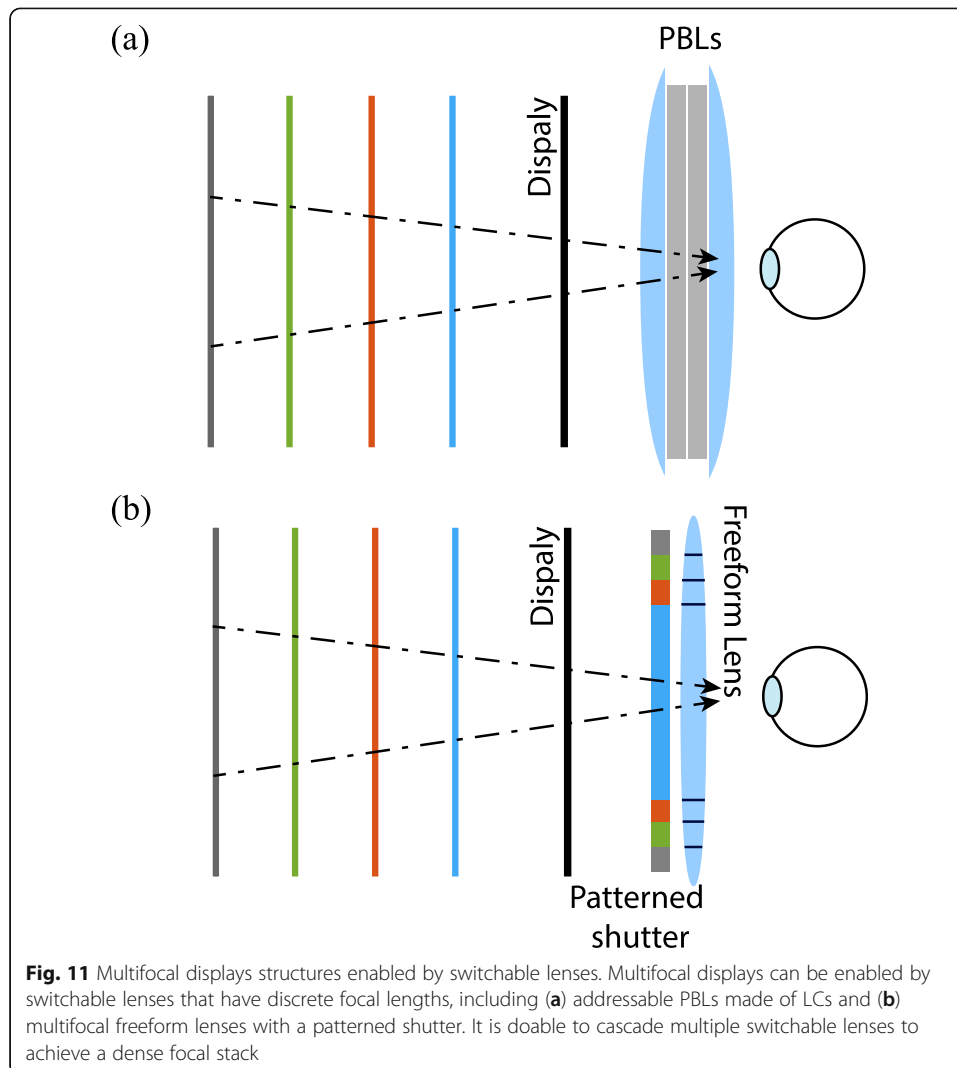 (a)
PBLs
Dispaly
(b)
Dispaly
Freeform Lens
Patterned
shutter
Fig. 11 Multifocal displays structures enabled by switchable lenses. Multifocal displays can be enabled by
switchable lenses that have discrete focal lengths, including (a) addressable PBLs made of LCs and (b)
multifocal freeform lenses with a patterned shutter. It is doable to cascade multiple switchable lenses to
achieve a dense focal stack